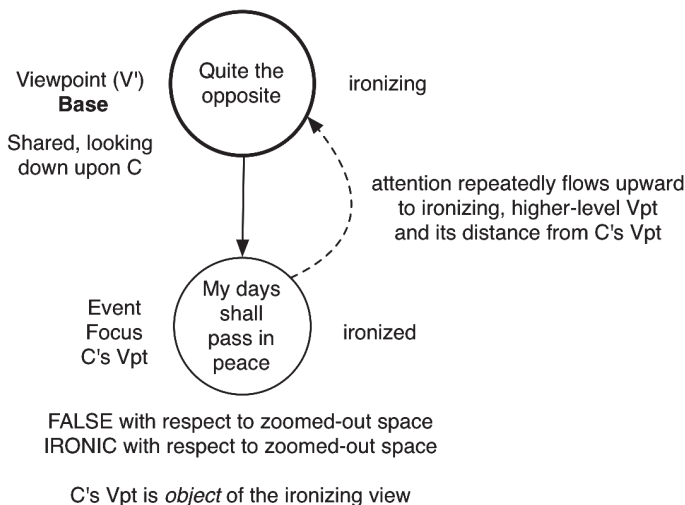 Quite the
opposite
Viewpoint (V')
Base
ironizing
Shared, looking
down upon C
attention repeatedly flows upward
to ironizing, higher-level Vpt
and its distance from C's Vpt
My days
shall
pass in
peace
Event
Focus
C's Vpt
ironized
FALSE with respect to zoomed-out space
IRONIC with respect to zoomed-out space
C's Vpt is object of the ironizing view